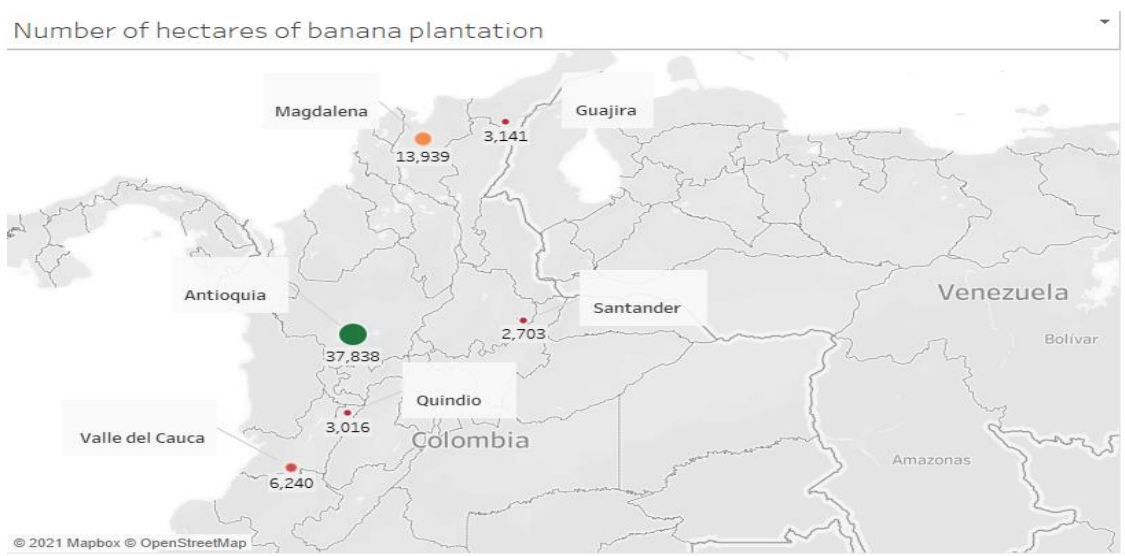 Number of hectares of banana plantation
Magdalena
Guajira
3,141
13,939
Antioquia
Santander
Venezuela
2,703
Bolívar
37,838
Quindio
3,016
Valle del Cauca
Colombia
Amazonas
6,240
© 2021 Mapbox © OpenStreetMap